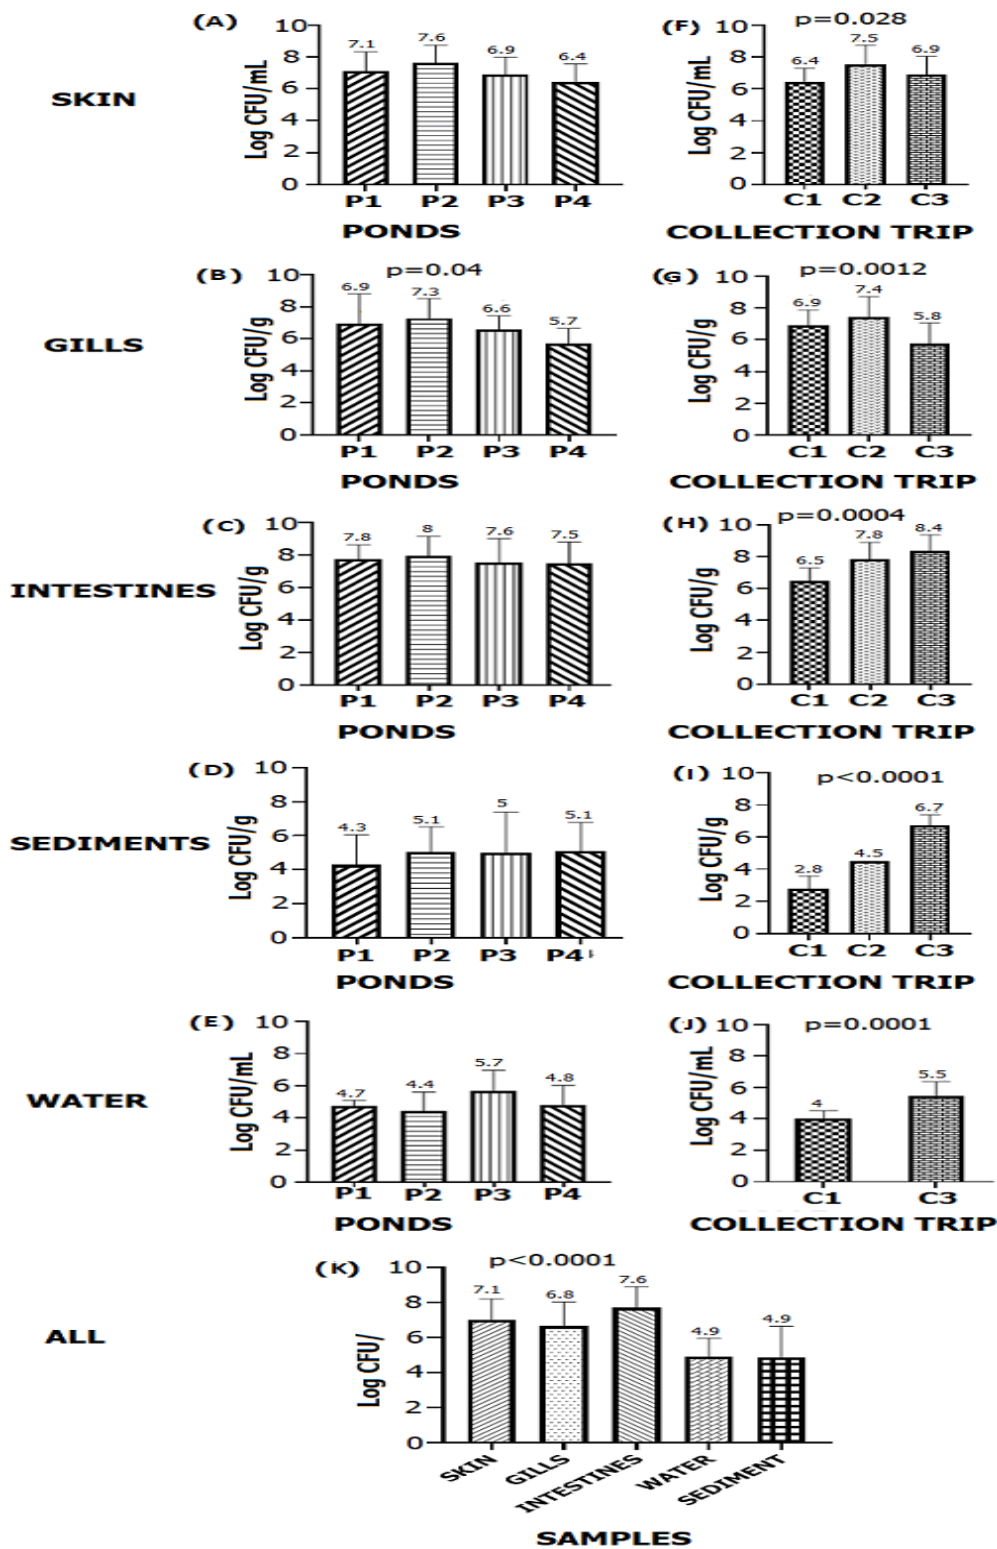 (A)
10
8
6
4
2
0
Log CFU/mL
7.1
7.6
6.9
6.4
P1 P2 P3 P4
PONDS
SKIN
(F)
p=0.028
10
8
6
4
2
0
Log CFU/mL
6.4
7.5
6.9
C1 C2 C3
COLLECTION TRIP
(B)
p=0.04
10
8
6
4
2
0
Log CFU/g
6.9
7.3
6.6
5.7
P1 P2 P3 P4
PONDS
GILLS
(G)
p=0.0012
10
8
6
4
2
0
Log CFU/g
6.9
7.4
5.8
C1 C2 C3
COLLECTION TRIP
(C)
10
8
6
4
2
0
Log CFU/g
7.8
8
7.6
7.5
P1 P2 P3 P4
PONDS
INTESTINES
(H)
p=0.0004
10
8
6
4
2
0
Log CFU/g
6.5
7.8
8.4
C1 C2 C3
COLLECTION TRIP
(D)
10
8
6
4
2
0
Log CFU/g
4.3
5.1
5
5.1
P1 P2 P3 P4
PONDS
SEDIMENTS
(I)
p<0.0001
10
8
6
4
2
0
Log CFU/g
2.8
4.5
6.7
C1 C2 C3
COLLECTION TRIP
(E)
10
8
6
4
2
0
Log CFU/mL
4.7
4.4
5.7
4.8
P1 P2 P3 P4
PONDS
WATER
(J)
p=0.0001
10
8
6
4
2
0
Log CFU/mL
4
5.5
C1 C3
COLLECTION TRIP
(K)
p<0.0001
10
8
6
4
2
0
Log CFU/
7.1
6.8
7.6
4.9
4.9
SKIN
GILLS
INTESTINES
WATER
SEDIMENT
SAMPLES
ALL